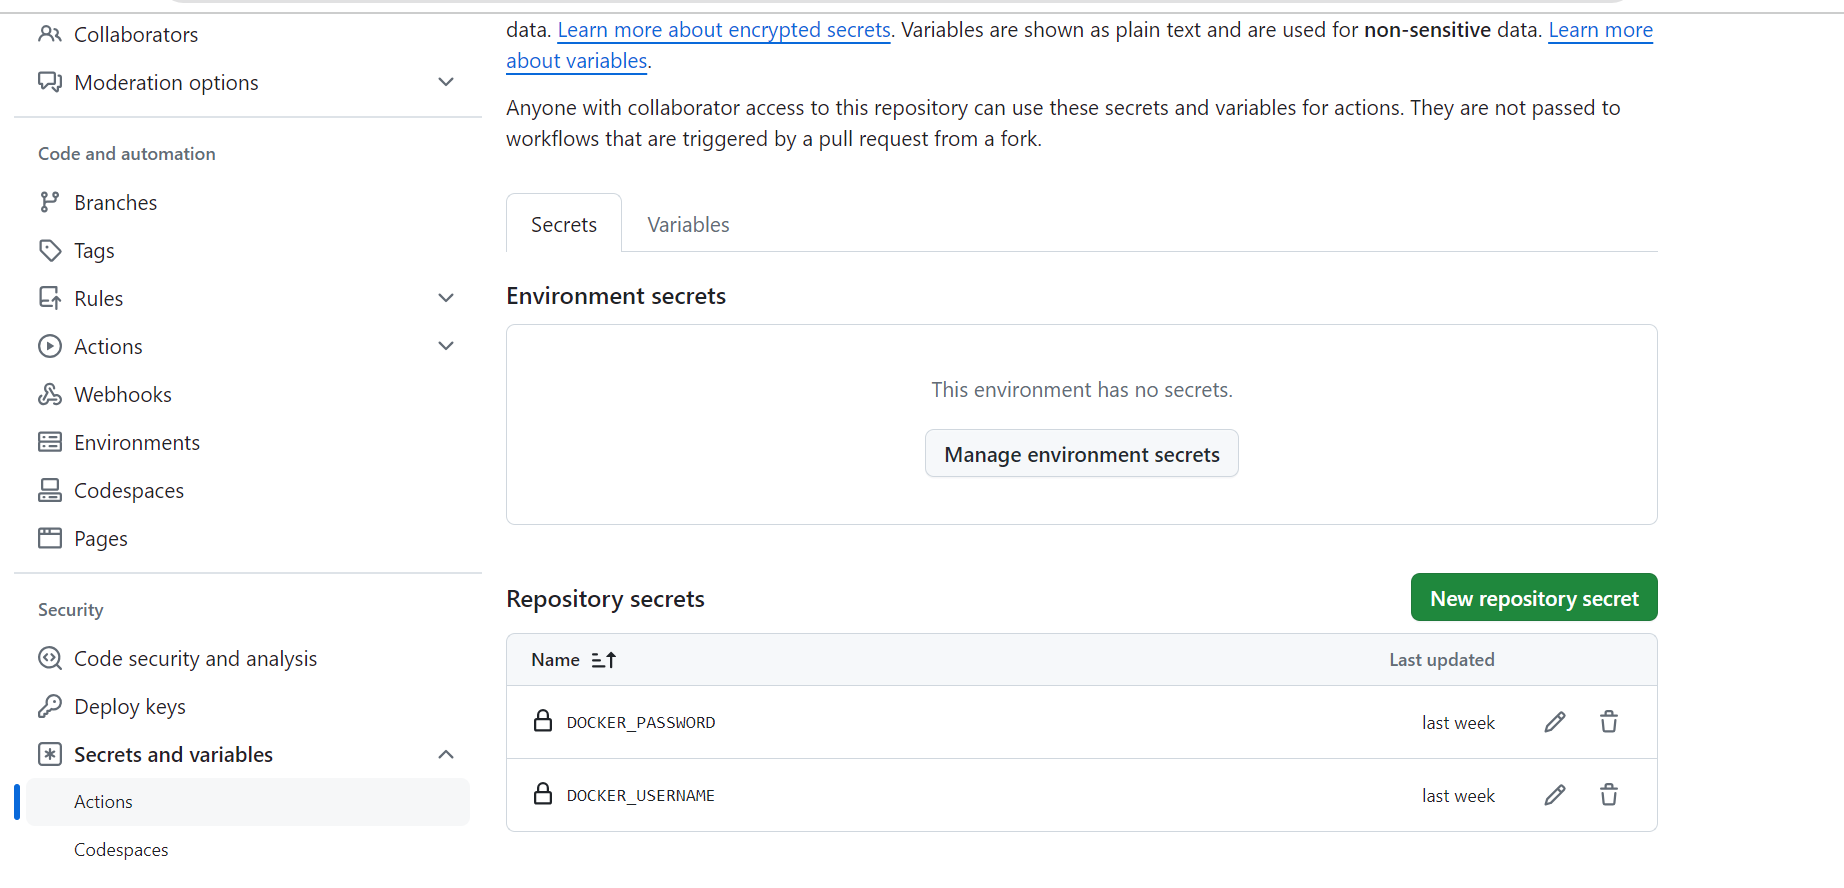 Collaborators
Moderation options
Code and automation
Branches
Tags
Rules
Actions
Webhooks
Environments
Codespaces
Pages
Security
Code security and analysis
Deploy keys
Secrets and variables
Actions
Codespaces
data. Learn more about encrypted secrets. Variables are shown as plain text and are used for non-sensitive data. Learn more
about variables.
Anyone with collaborator access to this repository can use these secrets and variables for actions. They are not passed to
workflows that are triggered by a pull request from a fork.
Secrets Variables
Environment secrets
This environment has no secrets.
Manage environment secrets
Repository secrets New repository secret
Name Last updated
DOCKER_PASSWORD last week
DOCKER_USERNAME last week